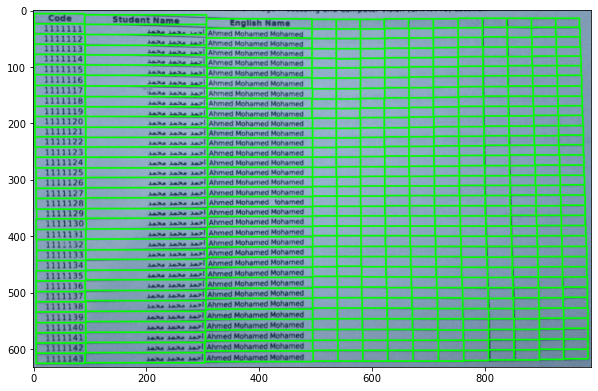 0
Code Student Name English Name
1111111 احمد محمد محمد Ahmed Mohamed Mohamed
1111112 احمد محمد محمد Ahmed Mohamed Mohamed
1111113 احمد محمد محمد Ahmed Mohamed Mohamed
1111114 احمد محمد محمد Ahmed Mohamed Mohamed
100
1111115 احمد محمد محمد Ahmed Mohamed Mohamed
1111116 احمد محمد محمد Ahmed Mohamed Mohamed
1111117 احمد محمد محمد Ahmed Mohamed Mohamed
1111118 احمد محمد محمد Ahmed Mohamed Mohamed
1111119 احمد محمد محمد Ahmed Mohamed Mohamed
200
1111120 احمد محمد محمد Ahmed Mohamed Mohamed
1111121 احمد محمد محمد Ahmed Mohamed Mohamed
1111122 احمد محمد محمد Ahmed Mohamed Mohamed
1111123 احمد محمد محمد Ahmed Mohamed Mohamed
1111124 احمد محمد محمد Ahmed Mohamed Mohamed
1111125 احمد محمد محمد Ahmed Mohamed Mohamed
300
1111126 احمد محمد محمد Ahmed Mohamed Mohamed
1111127 احمد محمد محمد Ahmed Mohamed Mohamed
1111128 احمد محمد محمد Ahmed Mohamed Mohamed
1111129 احمد محمد محمد Ahmed Mohamed Mohamed
1111130 احمد محمد محمد Ahmed Mohamed Mohamed
400
1111131 احمد محمد محمد Ahmed Mohamed Mohamed
1111132 احمد محمد محمد Ahmed Mohamed Mohamed
1111133 احمد محمد محمد Ahmed Mohamed Mohamed
1111134 احمد محمد محمد Ahmed Mohamed Mohamed
1111135 احمد محمد محمد Ahmed Mohamed Mohamed
1111136 احمد محمد محمد Ahmed Mohamed Mohamed
500
1111137 احمد محمد محمد Ahmed Mohamed Mohamed
1111138 احمد محمد محمد Ahmed Mohamed Mohamed
1111139 احمد محمد محمد Ahmed Mohamed Mohamed
1111140 احمد محمد محمد Ahmed Mohamed Mohamed
1111141 احمد محمد محمد Ahmed Mohamed Mohamed
600
1111142 احمد محمد محمد Ahmed Mohamed Mohamed
1111143 احمد محمد محمد Ahmed Mohamed Mohamed
0 200 400 600 800